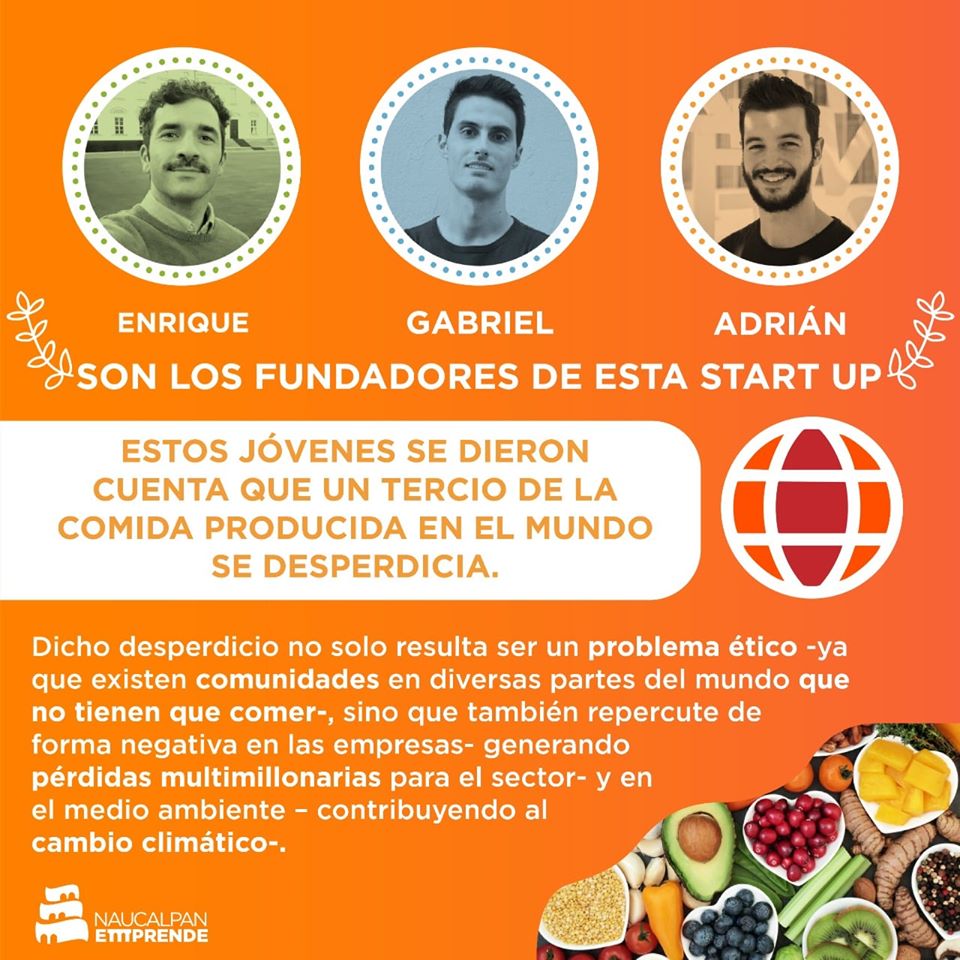 ENRIQUE
GABRIEL
ADRIÁN
SON LOS FUNDADORES DE ESTA START UP
ESTOS JÓVENES SE DIERON
CUENTA QUE UN TERCIO DE LA
COMIDA PRODUCIDA EN EL MUNDO
SE DESPERDICIA.
Dicho desperdicio no solo resulta ser un problema ético -ya
que existen comunidades en diversas partes del mundo que
no tienen que comer-, sino que también repercute de
forma negativa en las empresas- generando
pérdidas multimillonarias para el sector- y en
el medio ambiente – contribuyendo al
cambio climático-.
NAUCALPAN
EMPRENDE